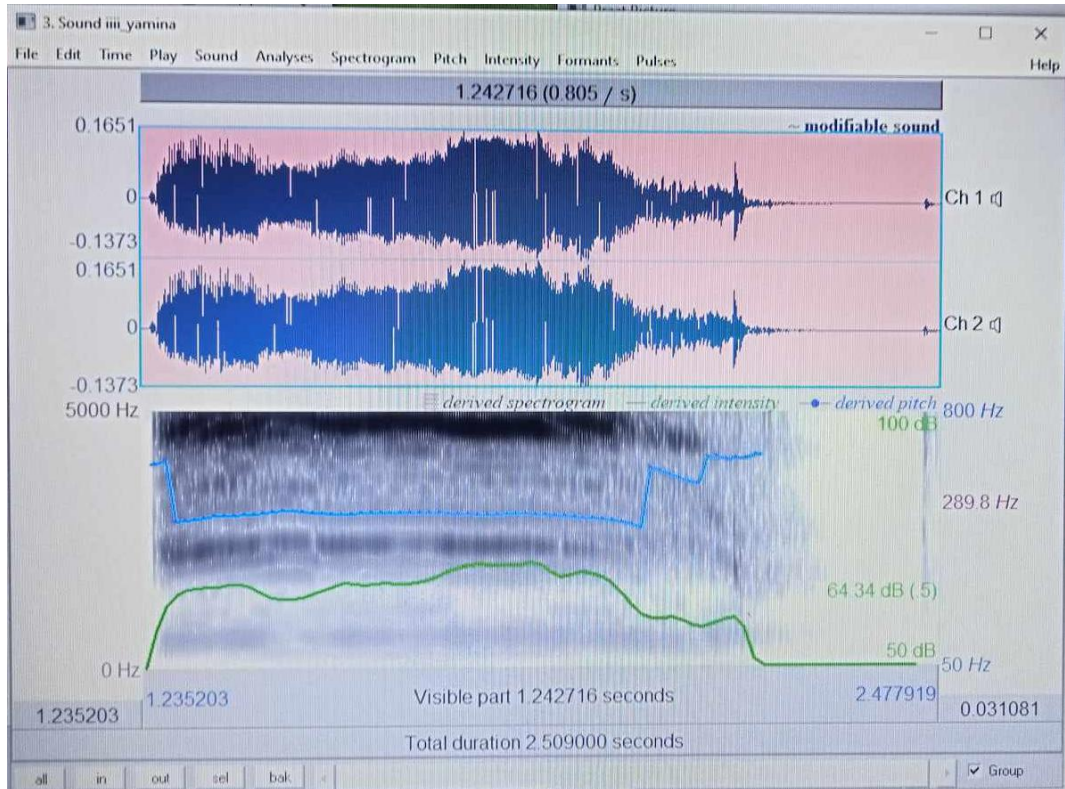 3. Sound iiii_yamina
File Edit Time Play Sound Analyses Spectrogram Pitch Intensity Formants Pulses
Help
1.242716 (0.805 / s)
0.1651
~ modifiable sound
0
Ch 1
-0.1373
0.1651
0
Ch 2
-0.1373
5000 Hz
derived spectrogram
derived intensity
derived pitch
800 Hz
100 dB
289.8 Hz
64.34 dB (.5)
50 dB
0 Hz
50 Hz
1.235203
Visible part 1.242716 seconds
2.477919
1.235203
0.031081
Total duration 2.509000 seconds
all in out sel bak
Group